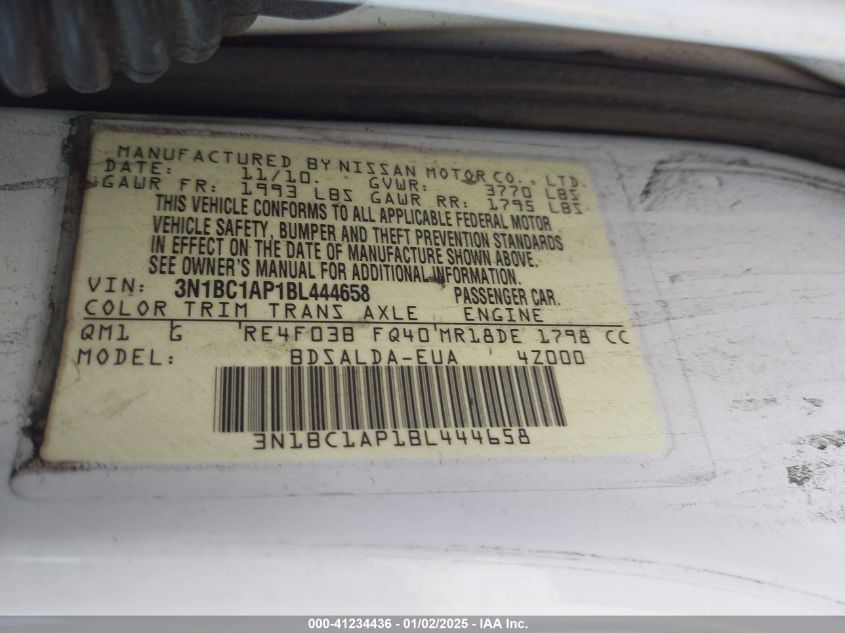 MANUFACTURED BY NISSAN MOTOR CO., LTD.
DATE: 11/10. GVWR: 3770 LBS
GAWR FR: 1993 LBS GAWR RR: 1795 LBS
THIS VEHICLE CONFORMS TO ALL APPLICABLE FEDERAL MOTOR
VEHICLE SAFETY, BUMPER AND THEFT PREVENTION STANDARDS
IN EFFECT ON THE DATE OF MANUFACTURE SHOWN ABOVE.
SEE OWNER'S MANUAL FOR ADDITIONAL INFORMATION.
VIN: 3N1BC1AP1BL444658 PASSENGER CAR.
COLOR TRIM TRANS AXLE ENGINE
QM1 G RE4F03B FQ40 MR18DE 1798 CC
MODEL: BDSALDA-EUA 4Z000
3N1BC1AP1BL444658
000-41234436 - 01/02/2025 - IAA Inc.